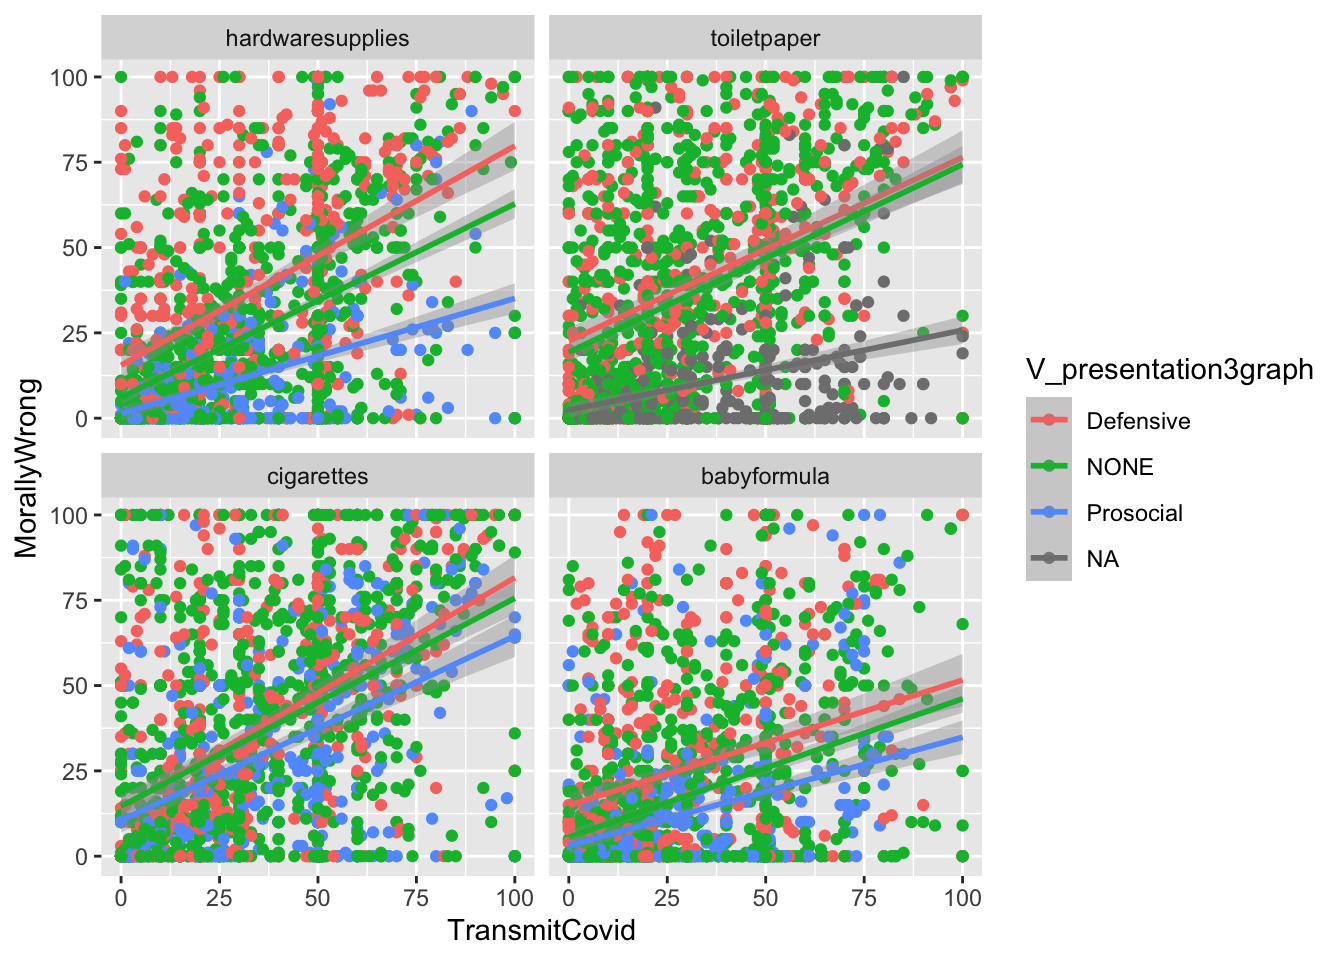 hardwaresupplies
toiletpaper
100
75
50
25
0
cigarettes
babyformula
100
75
50
25
0
0
25
50
75
100
0
25
50
75
100
TransmitCovid
MorallyWrong
V_presentation3graph
Defensive
NONE
Prosocial
NA